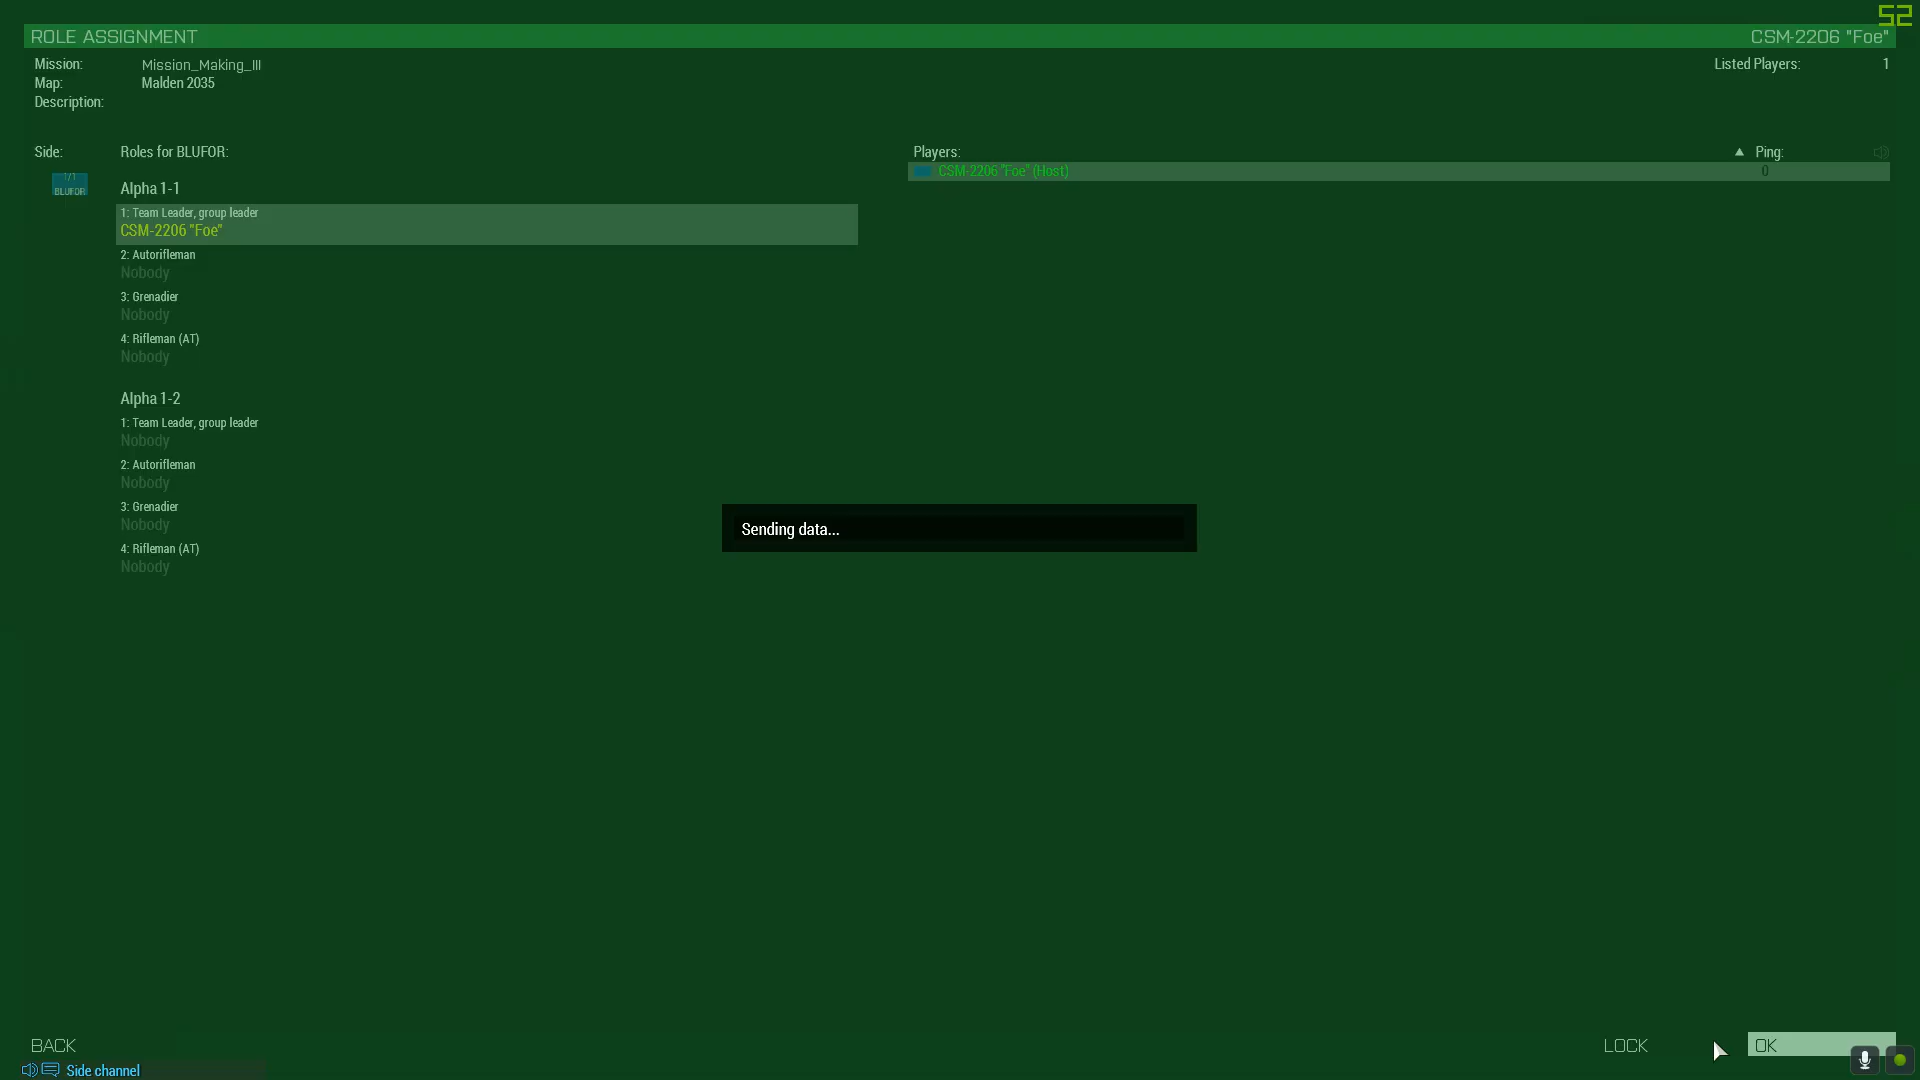 52
ROLE ASSIGNMENT
CSM-2206 "Foe"
Mission: Mission_Making_III
Listed Players: 1
Map: Malden 2035
Description:
Side:
Roles for BLUFOR:
Players:
Ping:
1/1
BLUFOR
CSM-2206 "Foe" (Host) 0
Alpha 1-1
1: Team Leader, group leader
CSM-2206 "Foe"
2: Autorifleman
Nobody
3: Grenadier
Nobody
4: Rifleman (AT)
Nobody
Alpha 1-2
1: Team Leader, group leader
Nobody
2: Autorifleman
Nobody
3: Grenadier
Nobody
4: Rifleman (AT)
Nobody
Sending data...
BACK
LOCK
OK
Side channel